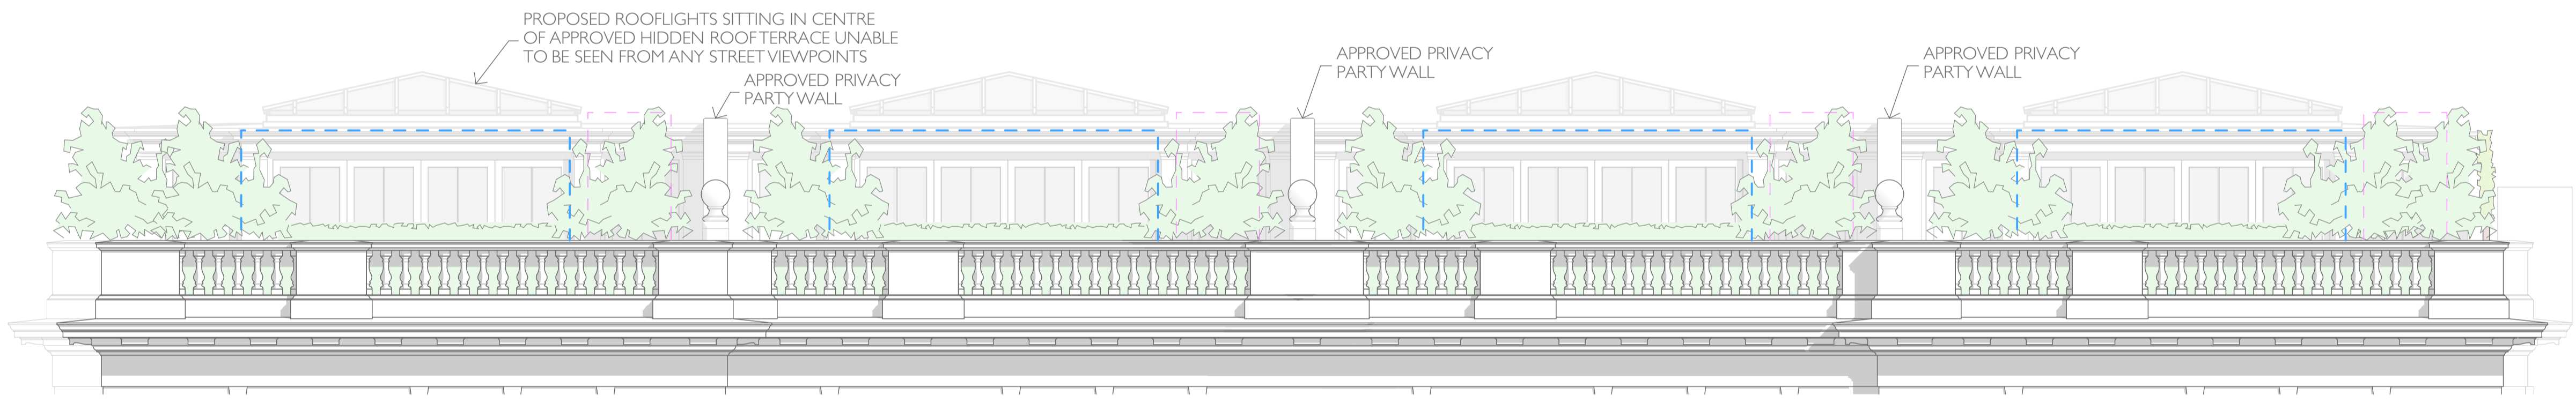 PROPOSED ROOFLIGHTS SITTING IN CENTRE
OF APPROVED HIDDEN ROOF TERRACE UNABLE
TO BE SEEN FROM ANY STREET VIEWPOINTS
APPROVED PRIVACY
PARTY WALL
APPROVED PRIVACY
PARTY WALL
APPROVED PRIVACY
PARTY WALL